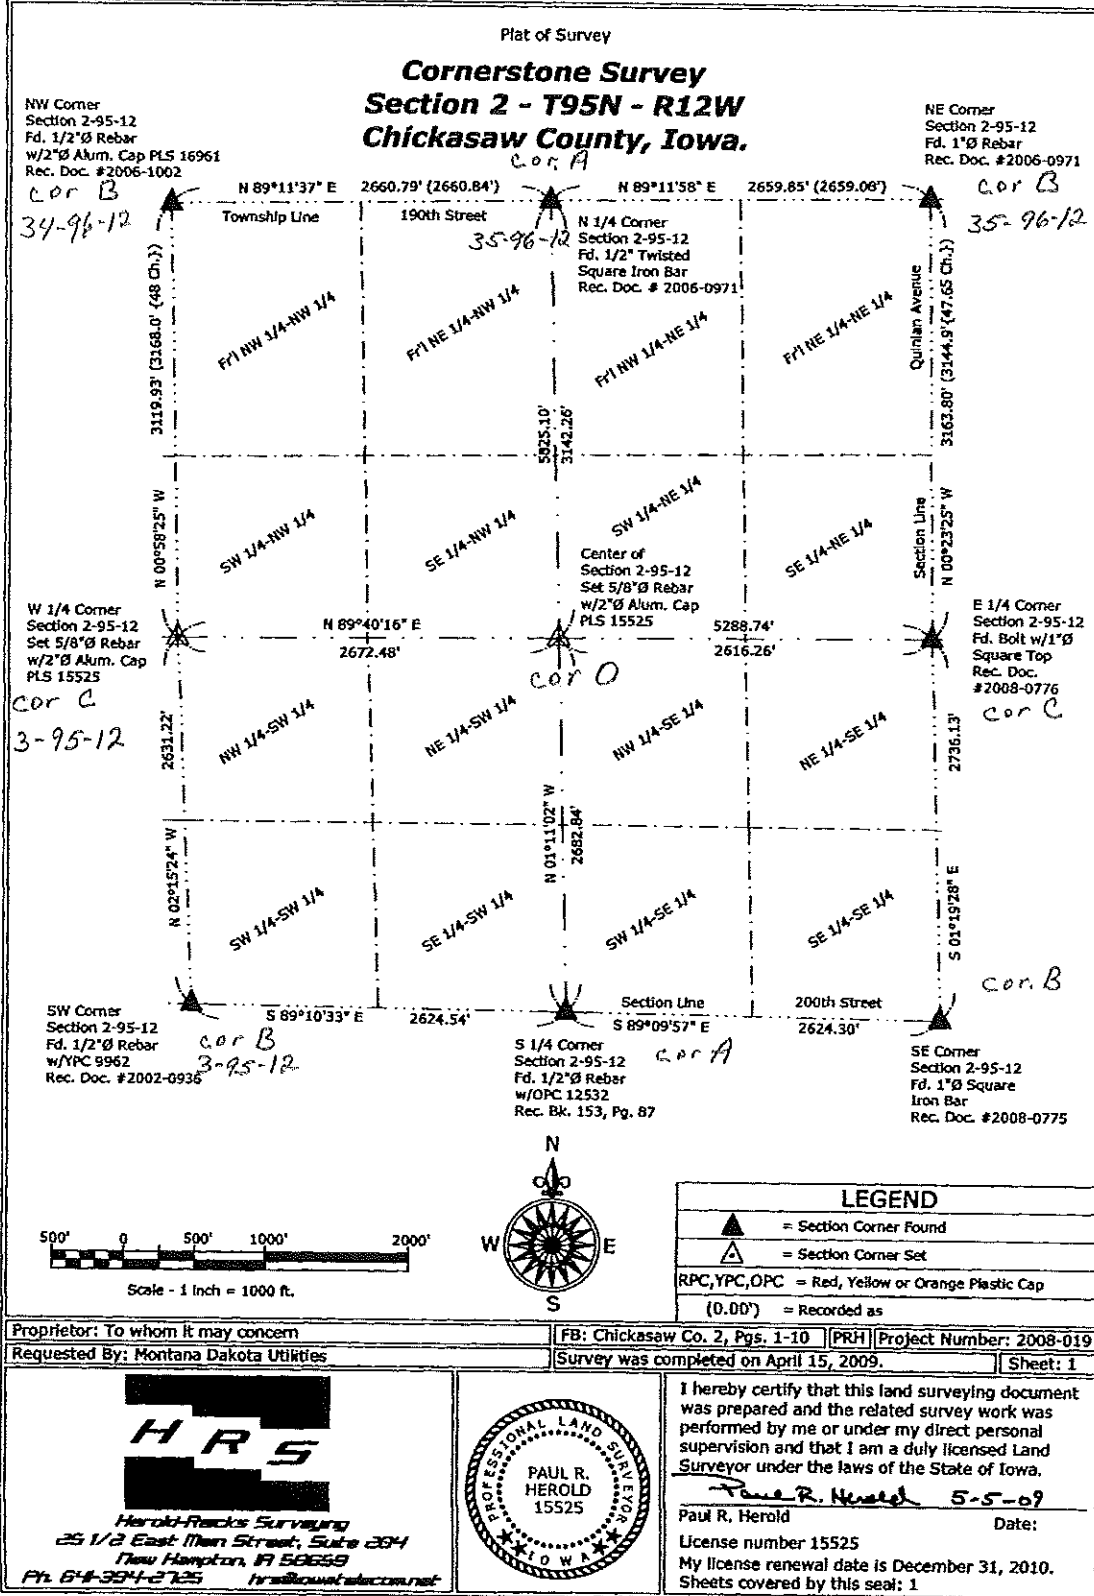 Plat of Survey
Cornerstone Survey
Section 2 - T95N - R12W
Chickasaw County, Iowa.
NW Corner
Section 2-95-12
Fd. 1/2"Ø Rebar
w/2"Ø Alum. Cap PLS 16961
Rec. Doc. #2006-1002
cor B
34-96-12
cor. A
NE Corner
Section 2-95-12
Fd. 1"Ø Rebar
Rec. Doc. #2006-0971
cor B
35-96-12
N 89°11'37" E
2660.79' (2660.84')
N 89°11'58" E
2659.85' (2659.08')
Township Line
190th Street
35-96-12
N 1/4 Corner
Section 2-95-12
Fd. 1/2" Twisted
Square Iron Bar
Rec. Doc. # 2006-0971
3119.93' (3168.0' {48 Ch.})
Fr'l NW 1/4-NW 1/4
Fr'l NE 1/4-NW 1/4
Fr'l NW 1/4-NE 1/4
Fr'l NE 1/4-NE 1/4
Quinlan Avenue
3163.80' (3144.9' {47.65 Ch.})
5825.10'
3142.26'
N 00°58'25" W
SW 1/4-NW 1/4
SE 1/4-NW 1/4
SW 1/4-NE 1/4
SE 1/4-NE 1/4
Section Line
N 00°23'25" W
Center of
Section 2-95-12
Set 5/8"Ø Rebar
w/2"Ø Alum. Cap
PLS 15525
W 1/4 Corner
Section 2-95-12
Set 5/8"Ø Rebar
w/2"Ø Alum. Cap
PLS 15525
cor C
3-95-12
N 89°40'16" E
2672.48'
5288.74'
2616.26'
cor O
E 1/4 Corner
Section 2-95-12
Fd. Bolt w/1"Ø
Square Top
Rec. Doc.
#2008-0776
cor C
2631.22'
NW 1/4-SW 1/4
NE 1/4-SW 1/4
NW 1/4-SE 1/4
NE 1/4-SE 1/4
2736.13'
N 01°11'02" W
2682.84'
N 02°15'24" W
SW 1/4-SW 1/4
SE 1/4-SW 1/4
SW 1/4-SE 1/4
SE 1/4-SE 1/4
S 01°19'28" E
cor. B
SW Corner
Section 2-95-12
Fd. 1/2"Ø Rebar
w/YPC 9962
Rec. Doc. #2002-0936
cor B
3-95-12
S 89°10'33" E
2624.54'
Section Line
200th Street
S 89°09'57" E
2624.30'
S 1/4 Corner
Section 2-95-12
Fd. 1/2"Ø Rebar
w/OPC 12532
Rec. Bk. 153, Pg. 87
cor A
SE Corner
Section 2-95-12
Fd. 1"Ø Square
Iron Bar
Rec. Doc. #2008-0775
N
W
E
S
500'
0
500'
1000'
2000'
Scale - 1 inch = 1000 ft.
LEGEND
= Section Corner Found
= Section Corner Set
RPC,YPC,OPC = Red, Yellow or Orange Plastic Cap
(0.00') = Recorded as
Proprietor: To whom it may concern
FB: Chickasaw Co. 2, Pgs. 1-10
PRH
Project Number: 2008-019
Requested By: Montana Dakota Utilities
Survey was completed on April 15, 2009.
Sheet: 1
HRS
Herold-Recks Surveying
25 1/2 East Main Street, Suite 204
New Hampton, IA 50659
Ph. 641-394-2725
PROFESSIONAL LAND SURVEYOR
PAUL R.
HEROLD
15525
IOWA
I hereby certify that this land surveying document
was prepared and the related survey work was
performed by me or under my direct personal
supervision and that I am a duly licensed Land
Surveyor under the laws of the State of Iowa.
Paul R. Herold 5-5-09
Paul R. Herold
Date:
License number 15525
My license renewal date is December 31, 2010.
Sheets covered by this seal: 1